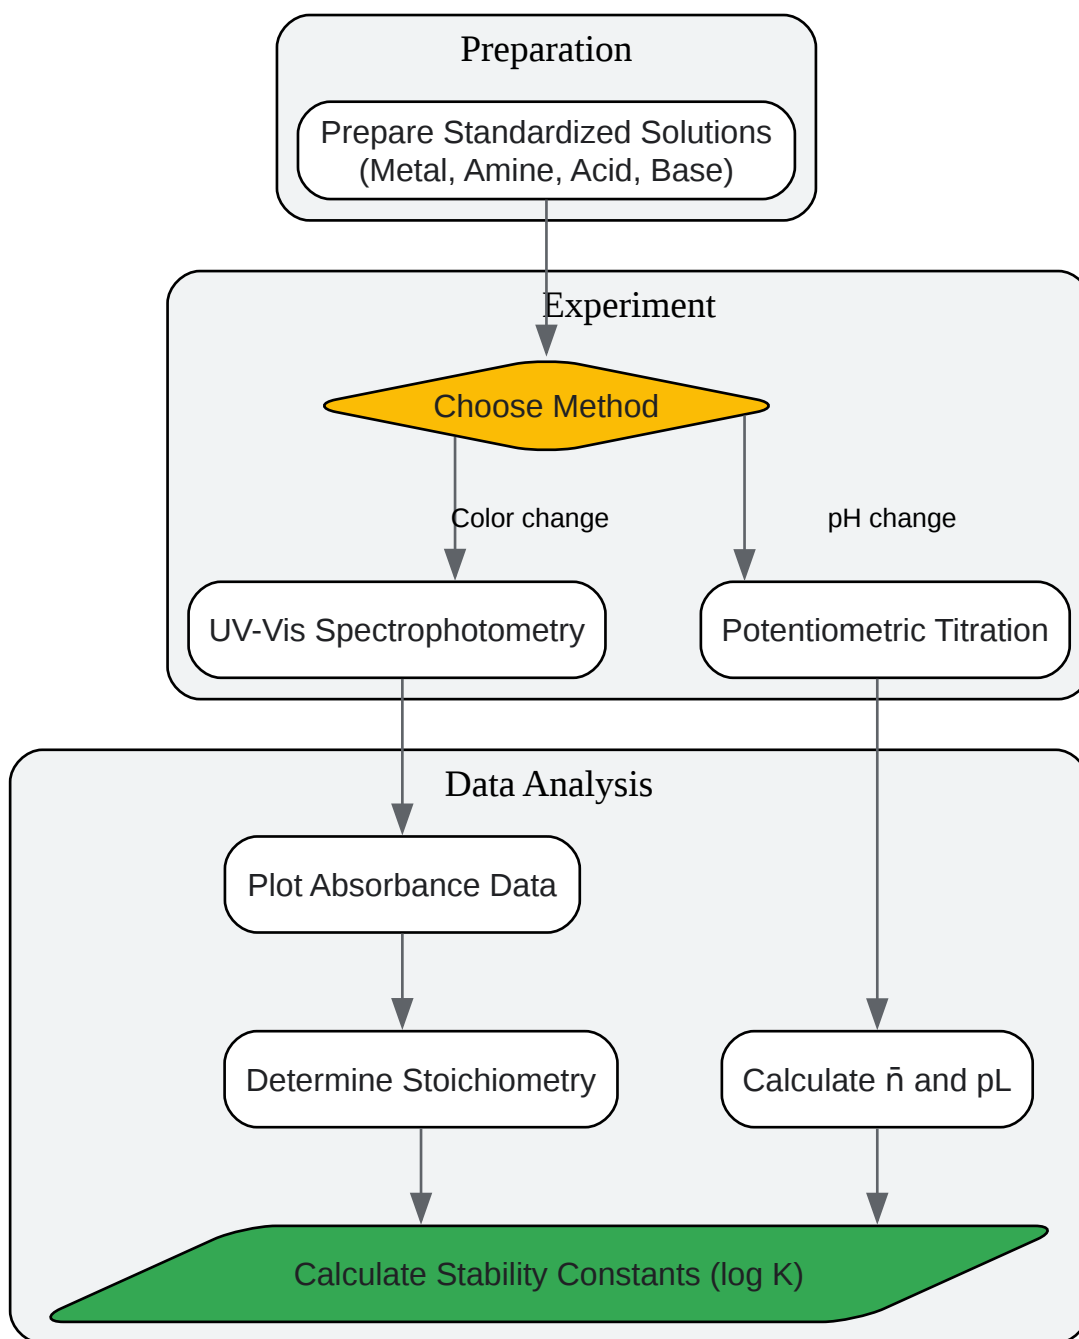 Preparation
Prepare Standardized Solutions
(Metal, Amine, Acid, Base)
Experiment
Choose Method
Color change
pH change
UV-Vis Spectrophotometry
Potentiometric Titration
Data Analysis
Plot Absorbance Data
Determine Stoichiometry
Calculate n̄ and pL
Calculate Stability Constants (log K)